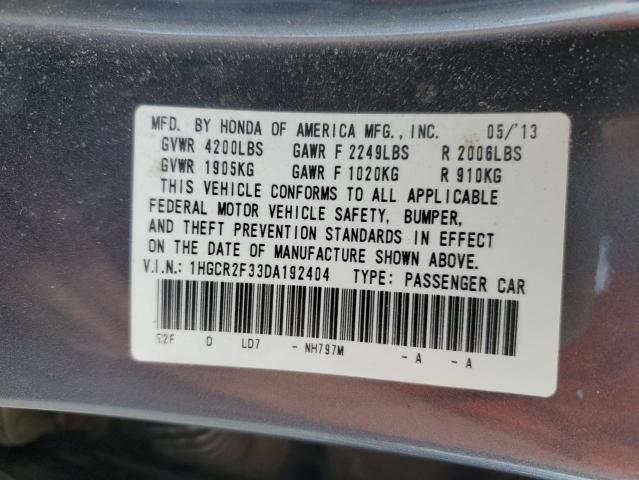 MFD. BY HONDA OF AMERICA MFG., INC. 05/'13
GVWR 4200LBS GAWR F 2249LBS R 2006LBS
GVWR 1905KG GAWR F 1020KG R 910KG
THIS VEHICLE CONFORMS TO ALL APPLICABLE
FEDERAL MOTOR VEHICLE SAFETY, BUMPER,
AND THEFT PREVENTION STANDARDS IN EFFECT
ON THE DATE OF MANUFACTURE SHOWN ABOVE.
V.I.N.: 1HGCR2F33DA192404 TYPE: PASSENGER CAR
T2F D LD7 - NH797M - A - A